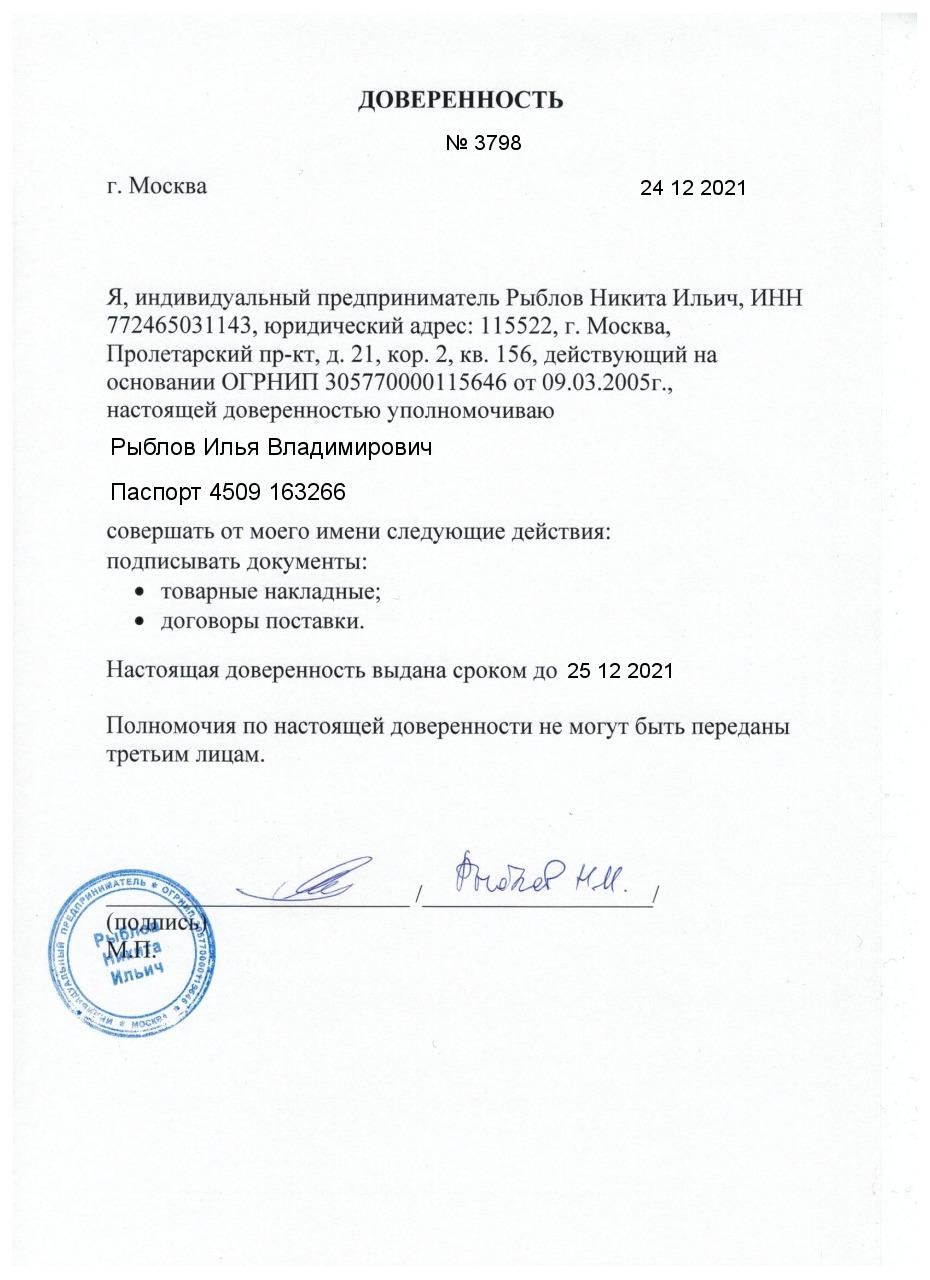 ДОВЕРЕННОСТЬ
№ 3798
г. Москва 24 12 2021
Я, индивидуальный предприниматель Рыблов Никита Ильич, ИНН
772465031143, юридический адрес: 115522, г. Москва,
Пролетарский пр-кт, д. 21, кор. 2, кв. 156, действующий на
основании ОГРНИП 305770000115646 от 09.03.2005г.,
настоящей доверенностью уполномочиваю
Рыблов Илья Владимирович
Паспорт 4509 163266
совершать от моего имени следующие действия:
подписывать документы:
• товарные накладные;
• договоры поставки.
Настоящая доверенность выдана сроком до 25 12 2021
Полномочия по настоящей доверенности не могут быть переданы
третьим лицам.
/ Рыблов Н.И. /
(подпись)
М.П.
ИНДИВИДУАЛЬНЫЙ ПРЕДПРИНИМАТЕЛЬ * ОГРНИП
* МОСКВА *
Рыблов
Никита
Ильич